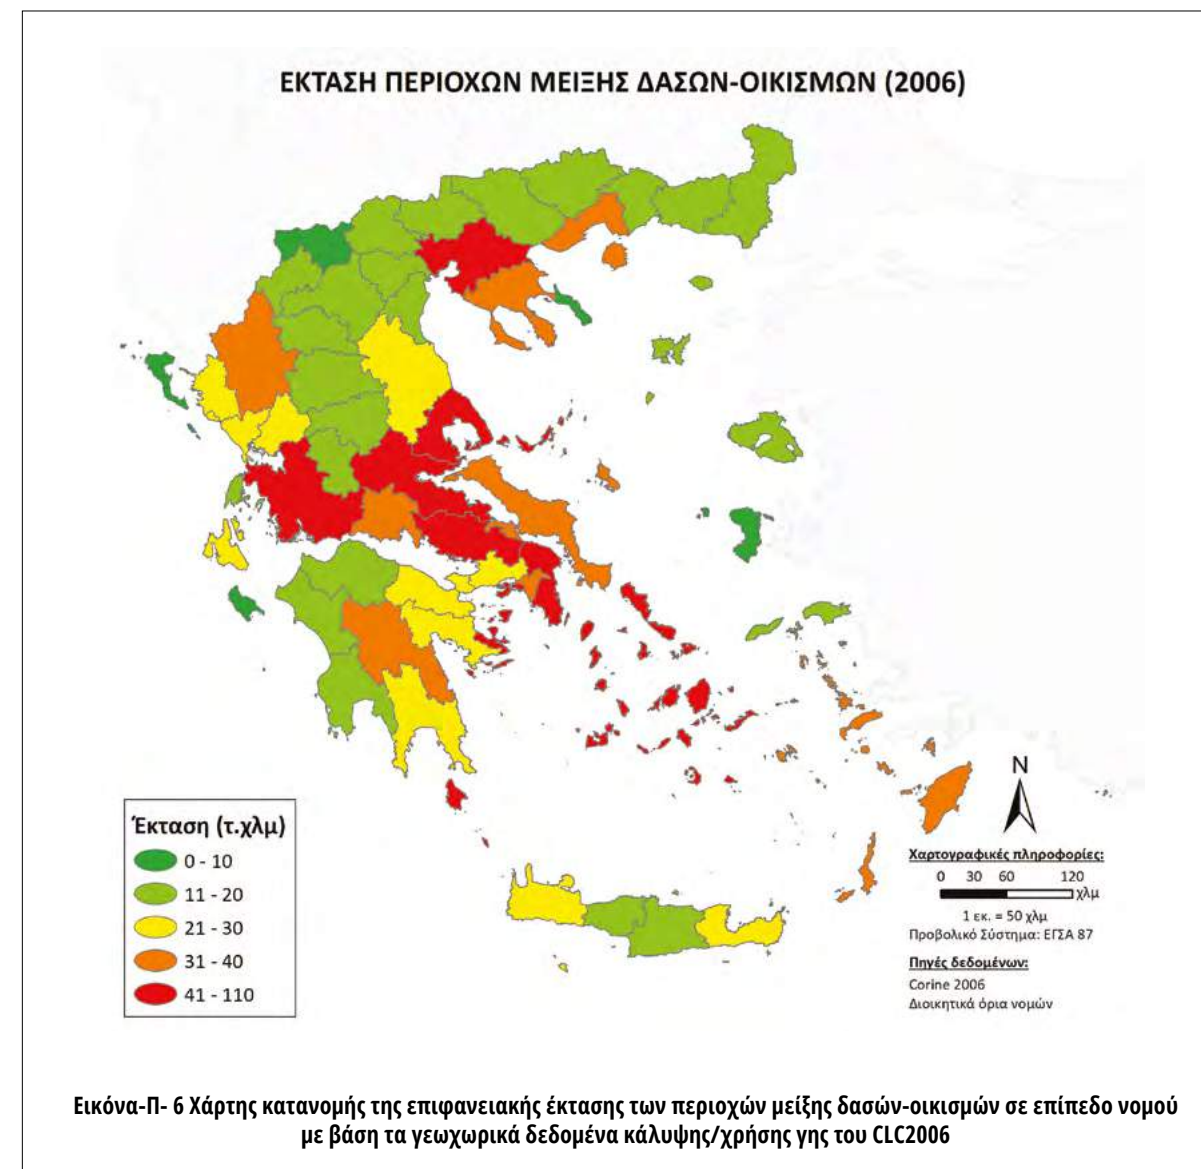 ΕΚΤΑΣΗ ΠΕΡΙΟΧΩΝ ΜΕΙΞΗΣ ΔΑΣΩΝ-ΟΙΚΙΣΜΩΝ (2006)
N
Έκταση (τ.χλμ)
0 - 10
11 - 20
21 - 30
31 - 40
41 - 110
Χαρτογραφικές πληροφορίες:
0 30 60 120
χλμ
1 εκ. = 50 χλμ
Προβολικό Σύστημα: ΕΓΣΑ 87
Πηγές δεδομένων:
Corine 2006
Διοικητικά όρια νομών
Εικόνα-Π- 6 Χάρτης κατανομής της επιφανειακής έκτασης των περιοχών μείξης δασών-οικισμών σε επίπεδο νομού
με βάση τα γεωχωρικά δεδομένα κάλυψης/χρήσης γης του CLC2006